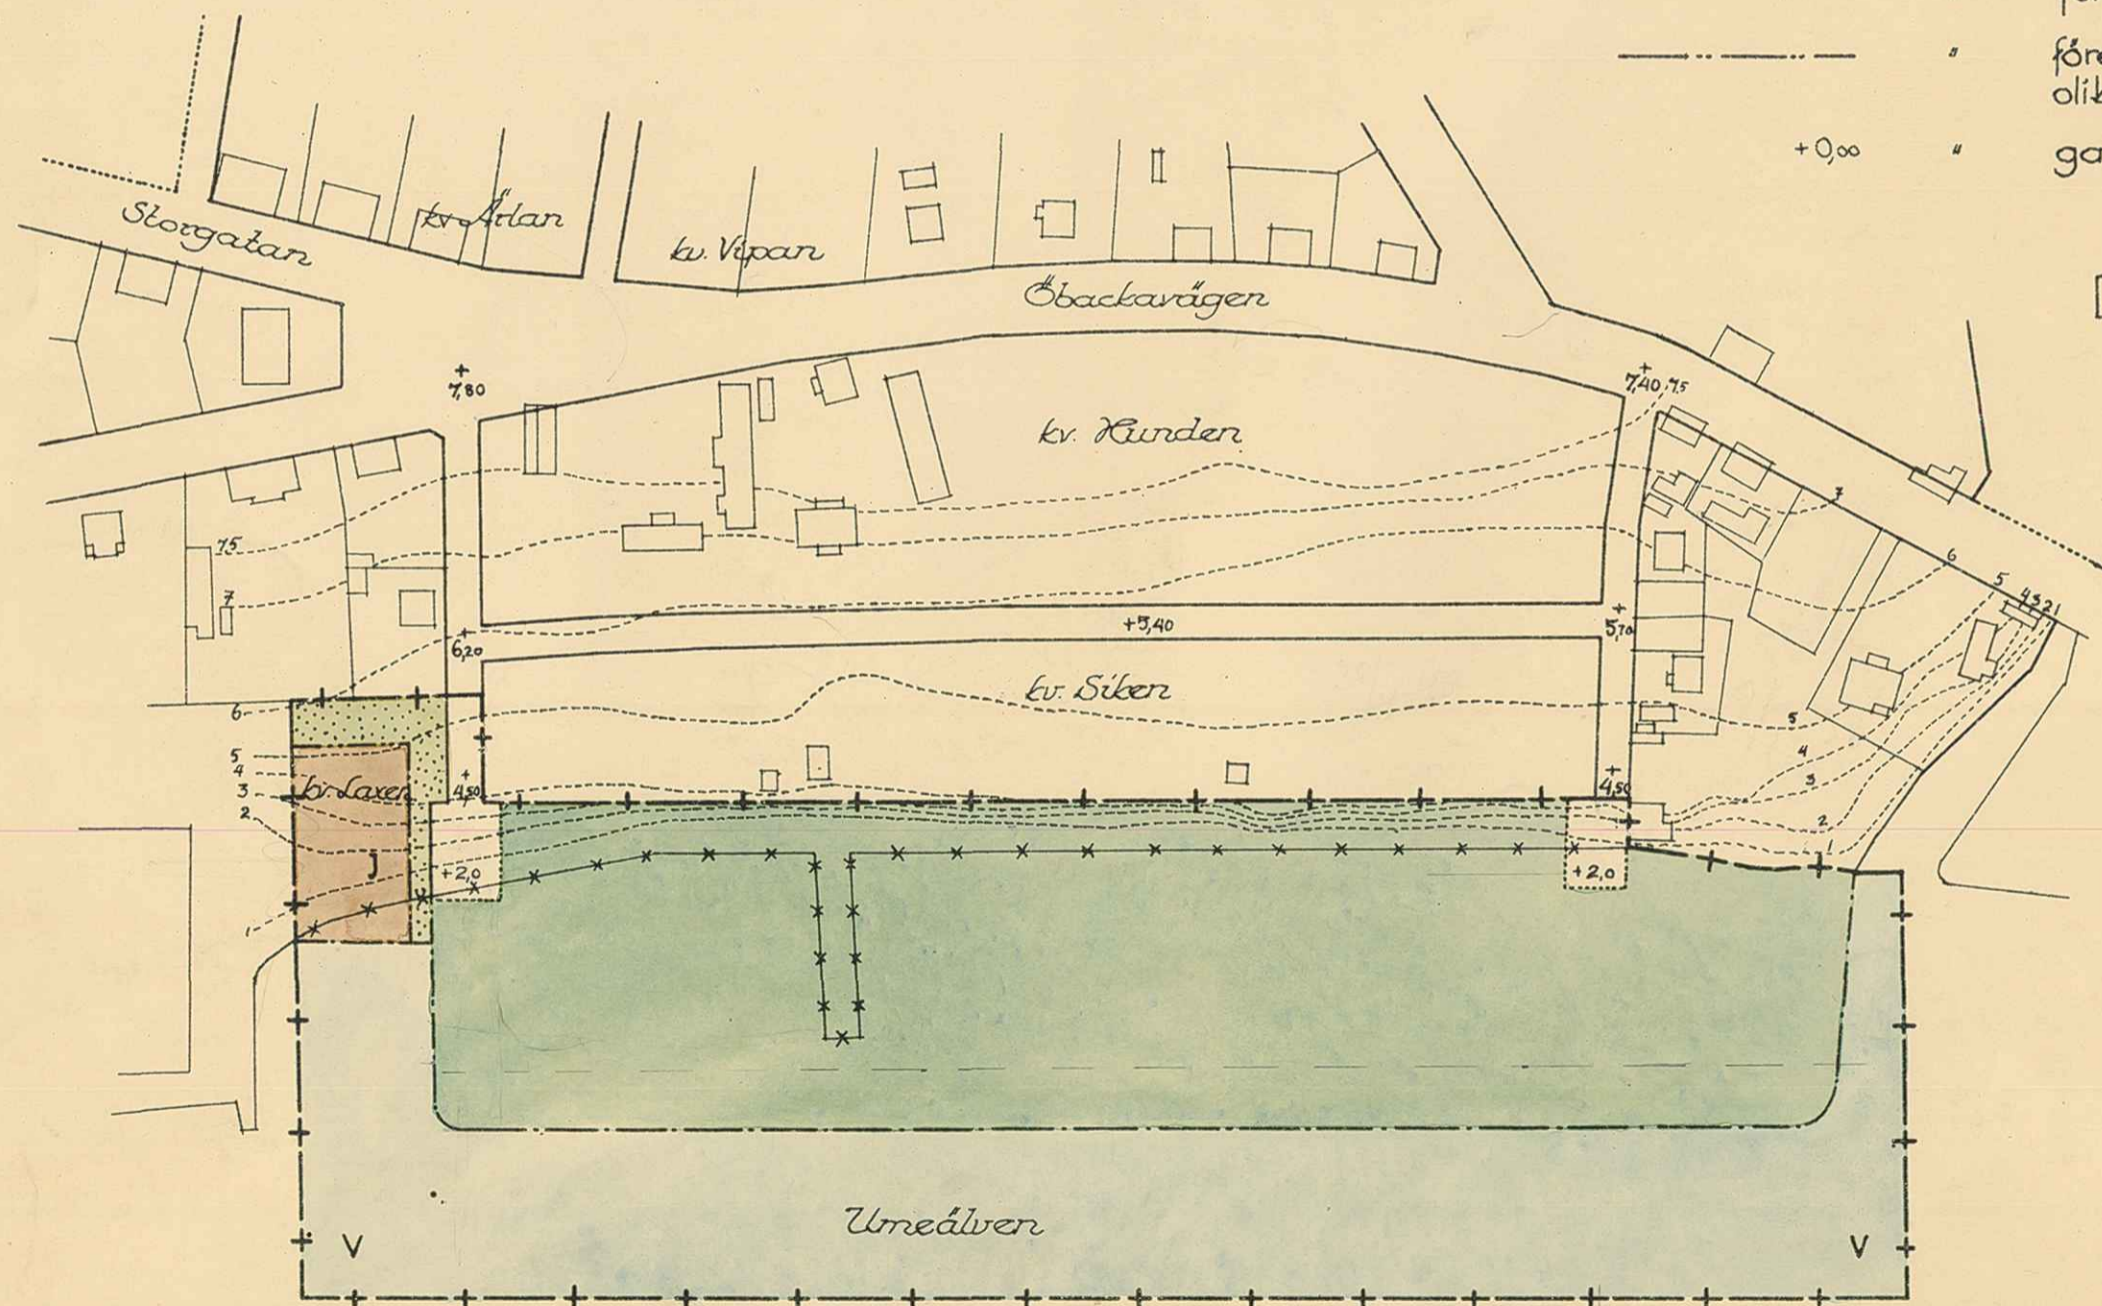 före
olik
+0,00 " ga
Storgatan
kv. Ärlan
kv. Vipan
Öbackavägen
7,80
7,40
7,5
kv. Hunden
7,5
7
7
6
5
4 3 2 1
+5,40
5,70
6,20
kv. Siken
6
5
4
3
2
1
kv. Laxen
J
4,50
4,50
5
4
3
2
1
+2,0
+2,0
Umeälven
V
V